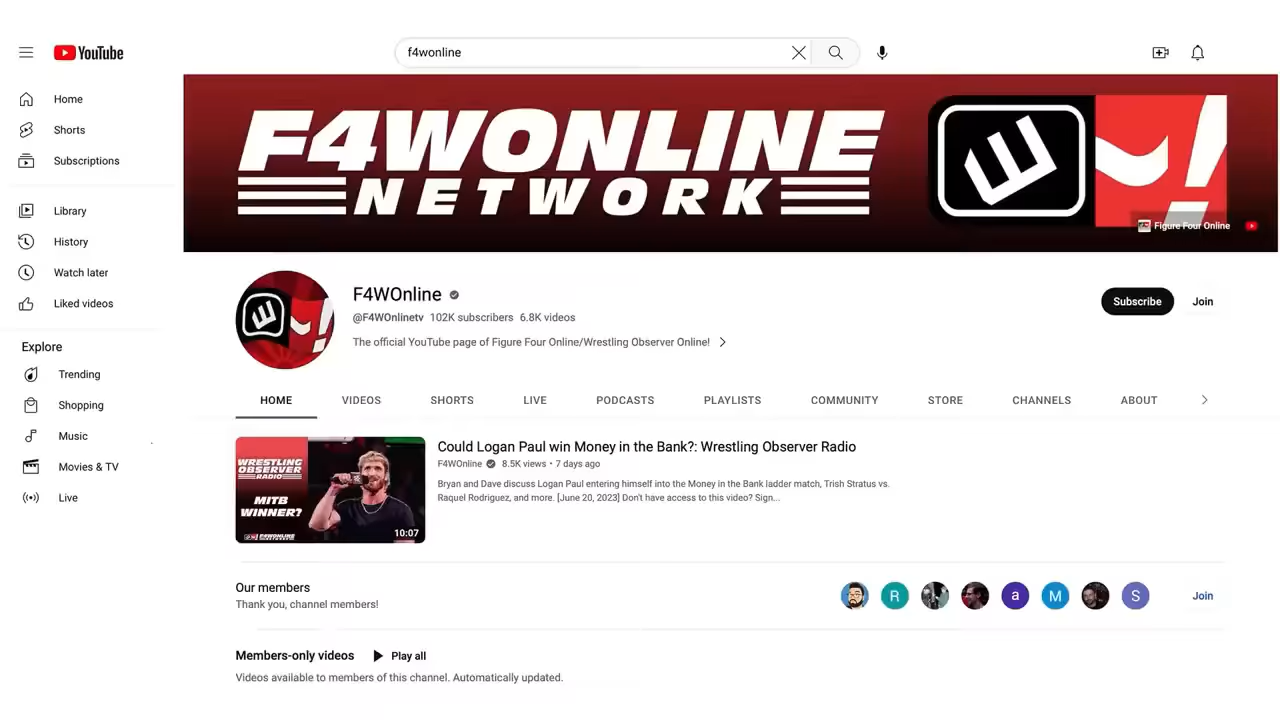 YouTube
f4wonline
Home
Shorts
Subscriptions
Library
History
Watch later
Liked videos
Explore
Trending
Shopping
Music
Movies & TV
Live
F4WONLINE
NETWORK
Figure Four Online
F4WOnline
@F4WOnlinetv 102K subscribers 6.8K videos
The official YouTube page of Figure Four Online/Wrestling Observer Online!
Subscribe
Join
HOME VIDEOS SHORTS LIVE PODCASTS PLAYLISTS COMMUNITY STORE CHANNELS ABOUT
WRESTLING
OBSERVER
RADIO
MITB
WINNER?
F4WONLINE
NETWORK
10:07
Could Logan Paul win Money in the Bank?: Wrestling Observer Radio
F4WOnline 8.5K views • 7 days ago
Bryan and Dave discuss Logan Paul entering himself into the Money in the Bank ladder match, Trish Stratus vs.
Raquel Rodriguez, and more. [June 20, 2023] Don't have access to this video? Sign...
Our members
Thank you, channel members!
R a M S
Join
Members-only videos Play all
Videos available to members of this channel. Automatically updated.